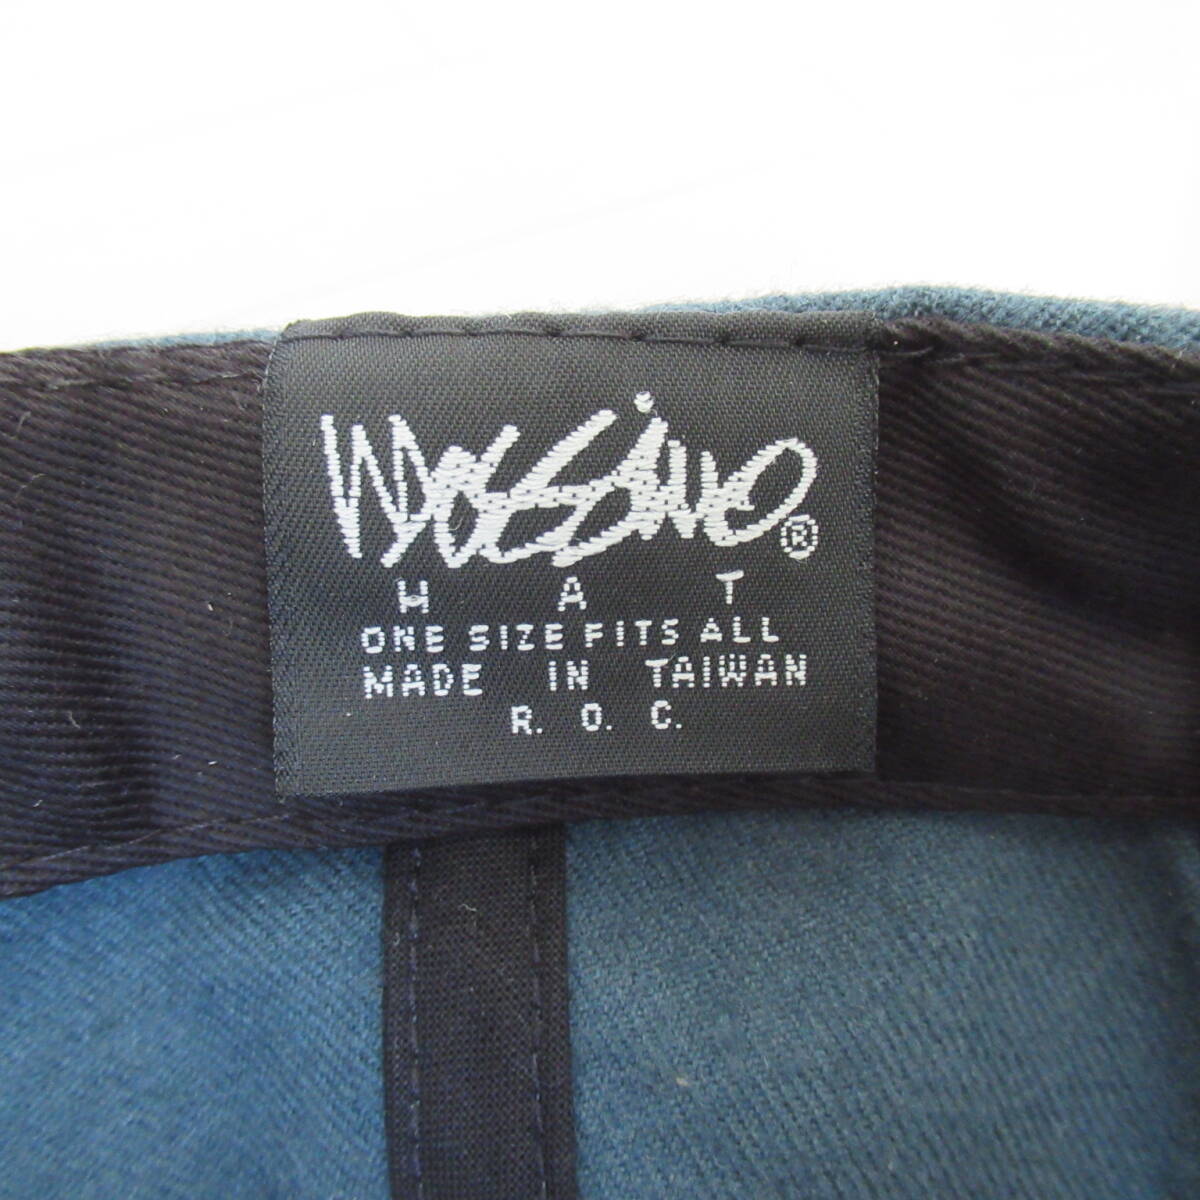 Mossimo ®
H A T
ONE SIZE FITS ALL
MADE IN TAIWAN
R. O. C.